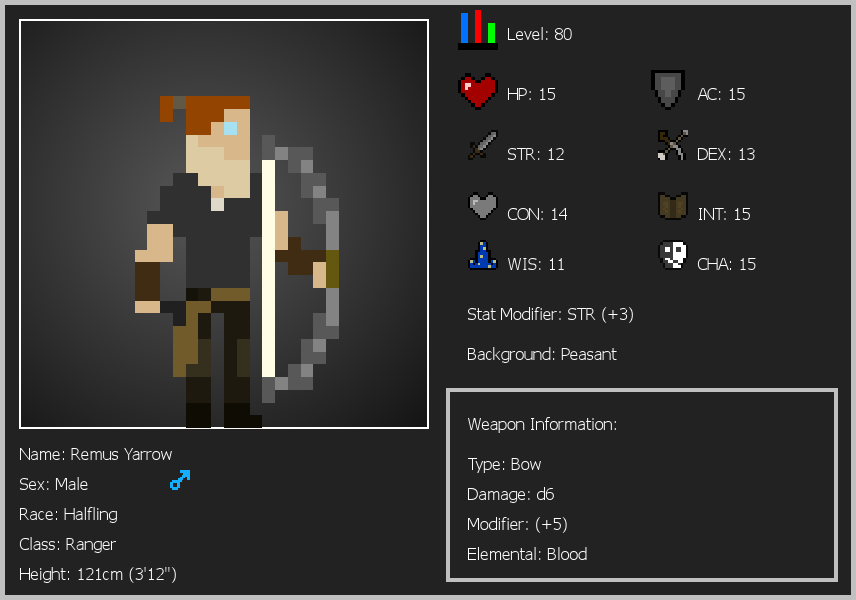 Level: 80
HP: 15
AC: 15
STR: 12
DEX: 13
CON: 14
INT: 15
WIS: 11
CHA: 15
Stat Modifier: STR (+3)
Background: Peasant
Weapon Information:
Type: Bow
Damage: d6
Modifier: (+5)
Elemental: Blood
Name: Remus Yarrow
Sex: Male
Race: Halfling
Class: Ranger
Height: 121cm (3'12")